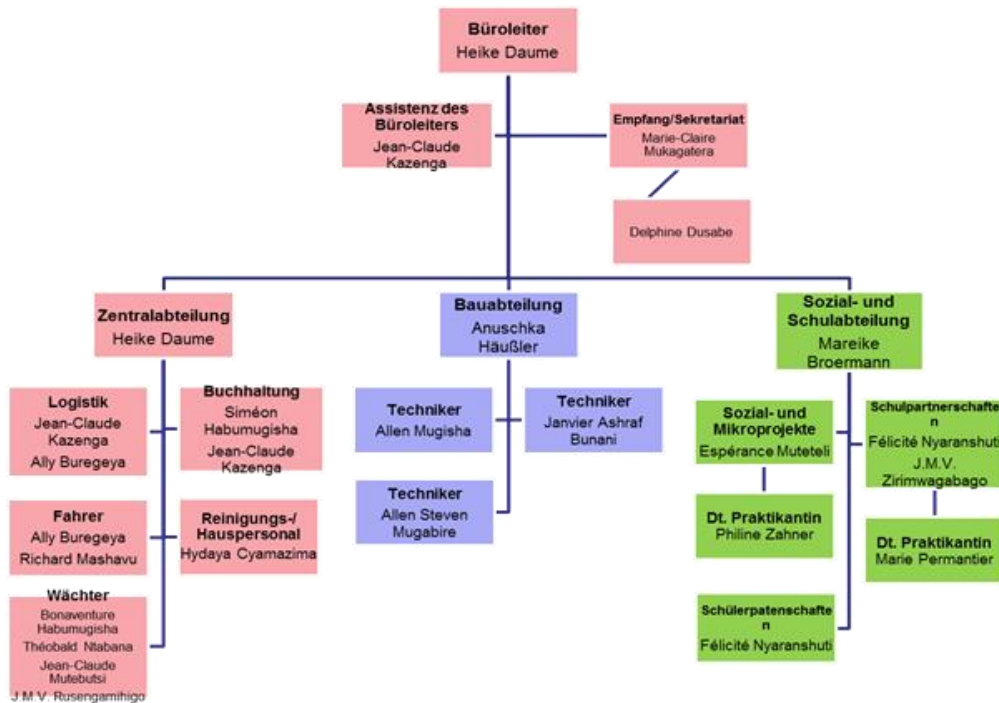 Büroleiter
Heike Daume
Assistenz des
Büroleiters
Jean-Claude
Kazenga
Empfang/Sekretariat
Marie-Claire
Mukagatera
Delphine Dusabe
Zentralabteilung
Heike Daume
Bauabteilung
Anuschka
Häußler
Sozial- und
Schulabteilung
Mareike
Broermann
Logistik
Jean-Claude
Kazenga
Ally Buregeya
Buchhaltung
Siméon
Habumugisha
Jean-Claude
Kazenga
Fahrer
Ally Buregeya
Richard Mashavu
Reinigungs-/
Hauspersonal
Hydaya Cyamazima
Wächter
Bonaventure
Habumugisha
Théobald Ntabana
Jean-Claude
Mutebutsi
J.M.V. Rusengamihigo
Techniker
Allen Mugisha
Techniker
Janvier Ashraf
Bunani
Techniker
Allen Steven
Mugabire
Sozial- und
Mikroprojekte
Espérance Muteteli
Dt. Praktikantin
Philine Zahner
Schulpartnerschafte
n
Félicité Nyaranshuti
J.M.V.
Zirimwagabago
Dt. Praktikantin
Marie Permantier
Schülerpatenschafte
n
Félicité Nyaranshuti